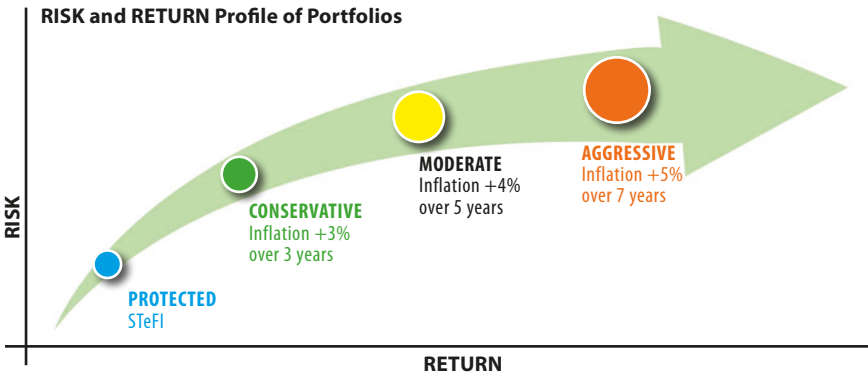 RISK and RETURN Profile of Portfolios
MODERATE
Inflation +4%
over 5 years
AGGRESSIVE
Inflation +5%
over 7 years
CONSERVATIVE
Inflation +3%
over 3 years
PROTECTED
STeFI
RISK
RETURN